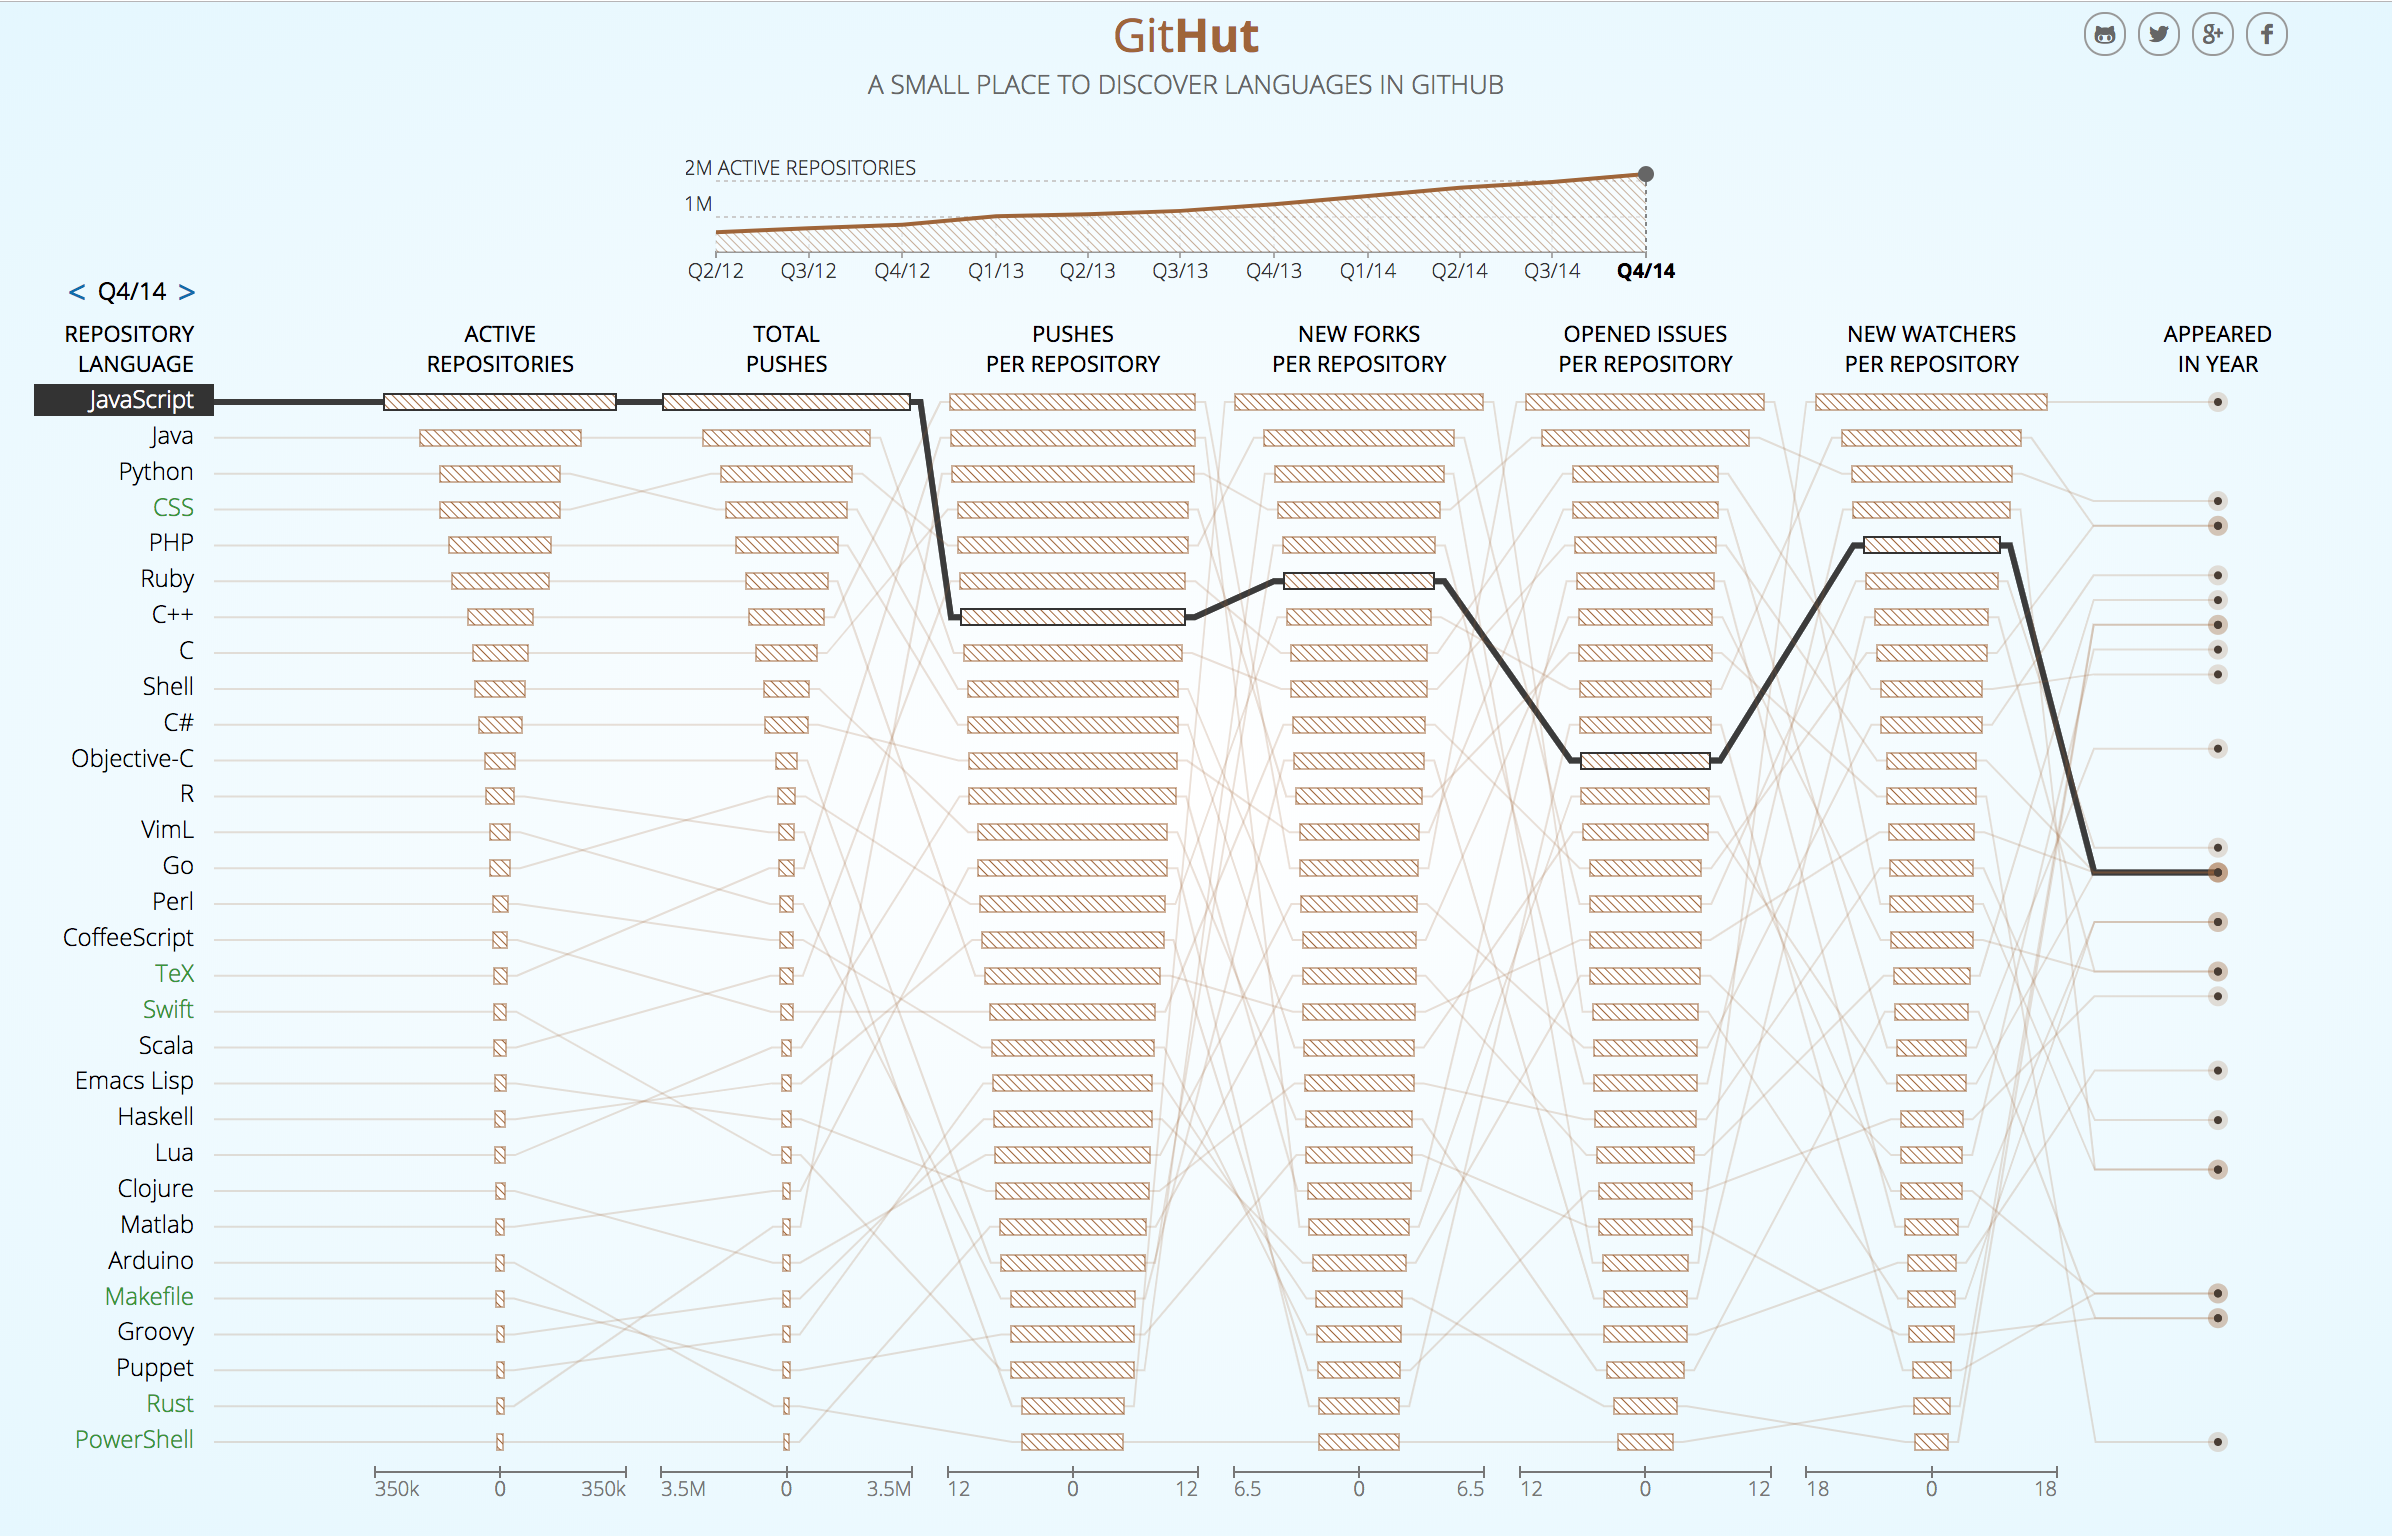 GitHut
g+
f
A SMALL PLACE TO DISCOVER LANGUAGES IN GITHUB
2M ACTIVE REPOSITORIES
1M
Q2/12 Q3/12 Q4/12 Q1/13 Q2/13 Q3/13 Q4/13 Q1/14 Q2/14 Q3/14 Q4/14
< Q4/14 >
REPOSITORY LANGUAGE
ACTIVE REPOSITORIES
TOTAL PUSHES
PUSHES PER REPOSITORY
NEW FORKS PER REPOSITORY
OPENED ISSUES PER REPOSITORY
NEW WATCHERS PER REPOSITORY
APPEARED IN YEAR
JavaScript
Java
Python
CSS
PHP
Ruby
C++
C
Shell
C#
Objective-C
R
VimL
Go
Perl
CoffeeScript
TeX
Swift
Scala
Emacs Lisp
Haskell
Lua
Clojure
Matlab
Arduino
Makefile
Groovy
Puppet
Rust
PowerShell
350k 0 350k 3.5M 0 3.5M 12 0 12 6.5 0 6.5 12 0 12 18 0 18